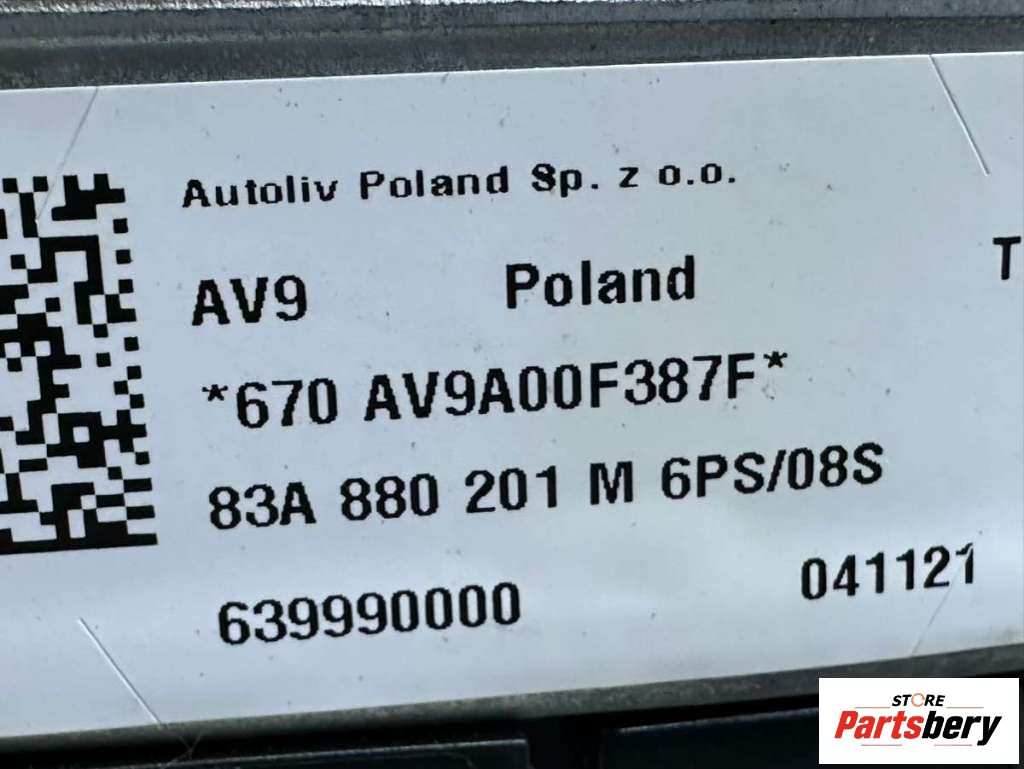 Autoliv Poland Sp. z o.o.
AV9 Poland T
*670 AV9A00F387F*
83A 880 201 M 6PS/08S
639990000 041121
STORE
Partsbery